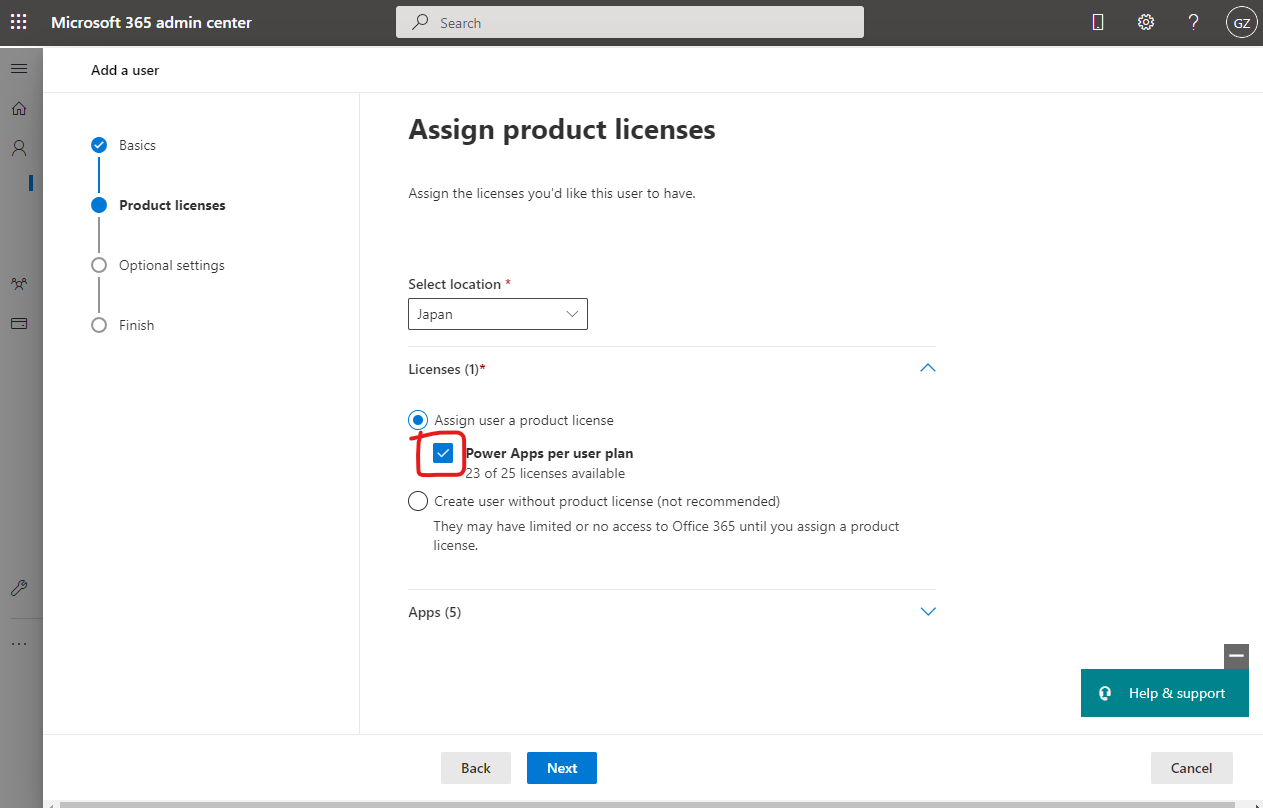 Microsoft 365 admin center
Search
?
GZ
Add a user
Basics
Product licenses
Optional settings
Finish
Assign product licenses
Assign the licenses you'd like this user to have.
Select location *
Japan
Licenses (1)*
Assign user a product license
Power Apps per user plan
23 of 25 licenses available
Create user without product license (not recommended)
They may have limited or no access to Office 365 until you assign a product
license.
Apps (5)
Help & support
Back
Next
Cancel